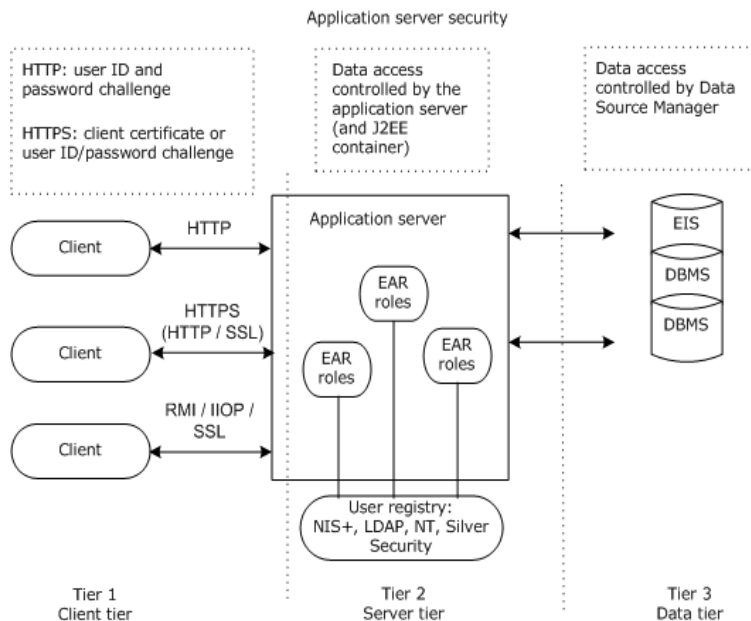 Application server security
HTTP: user ID and
password challenge
HTTPS: client certificate or
user ID/password challenge
Data access
controlled by the
application server
(and J2EE
container)
Data access
controlled by Data
Source Manager
Client
HTTP
Client
HTTPS
(HTTP / SSL)
Client
RMI / IIOP /
SSL
Application server
EAR
roles
EAR
roles
EAR
roles
User registry:
NIS+, LDAP, NT, Silver
Security
EIS
DBMS
DBMS
Tier 1
Client tier
Tier 2
Server tier
Tier 3
Data tier